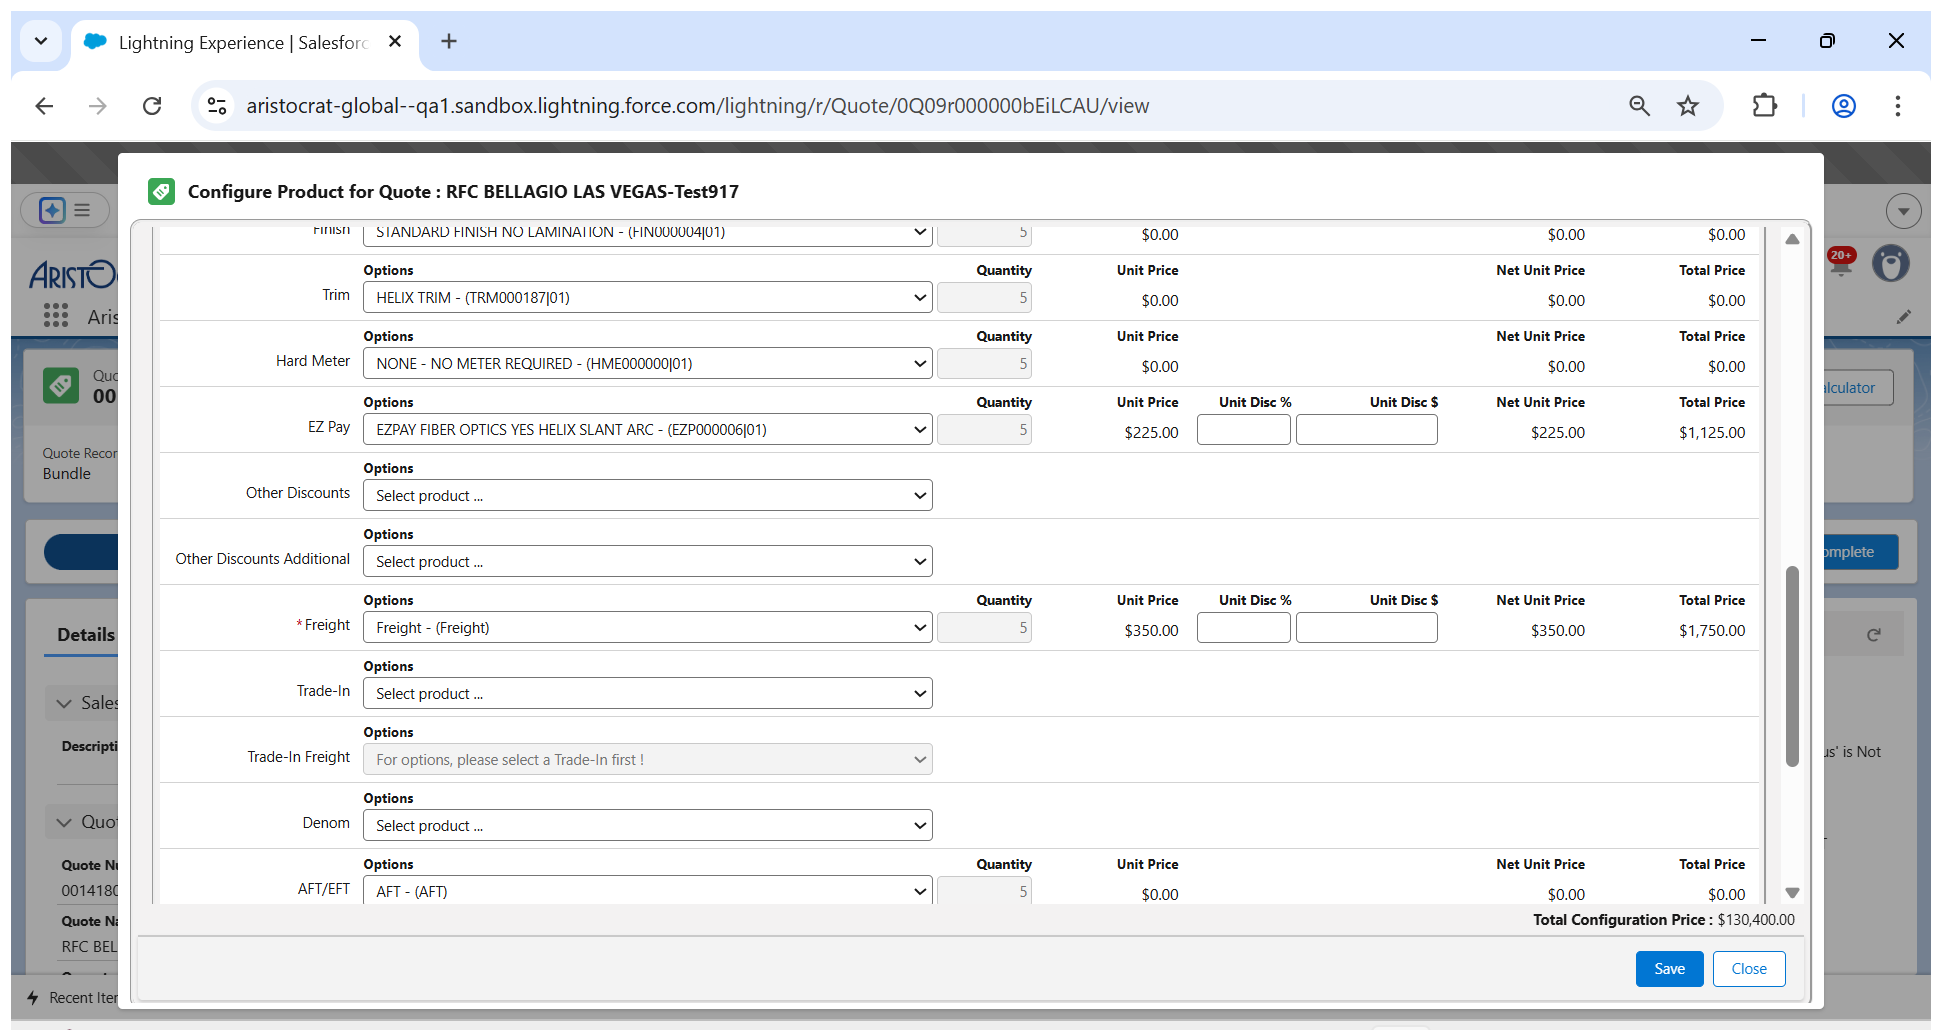 Lightning Experience | Salesforc
aristocrat-global--qa1.sandbox.lightning.force.com/lightning/r/Quote/0Q09r000000bEiLCAU/view
Configure Product for Quote : RFC BELLAGIO LAS VEGAS-Test917
Finish STANDARD FINISH NO LAMINATION - (FIN000004|01) 5 $0.00 $0.00 $0.00
Options Quantity Unit Price Net Unit Price Total Price
Trim HELIX TRIM - (TRM000187|01) 5 $0.00 $0.00 $0.00
Options Quantity Unit Price Net Unit Price Total Price
Hard Meter NONE - NO METER REQUIRED - (HME000000|01) 5 $0.00 $0.00 $0.00
Options Quantity Unit Price Unit Disc % Unit Disc $ Net Unit Price Total Price
EZ Pay EZPAY FIBER OPTICS YES HELIX SLANT ARC - (EZP000006|01) 5 $225.00 $225.00 $1,125.00
Options
Other Discounts Select product ...
Options
Other Discounts Additional Select product ...
Options Quantity Unit Price Unit Disc % Unit Disc $ Net Unit Price Total Price
*Freight Freight - (Freight) 5 $350.00 $350.00 $1,750.00
Options
Trade-In Select product ...
Options
Trade-In Freight For options, please select a Trade-In first !
Options
Denom Select product ...
Options Quantity Unit Price Net Unit Price Total Price
AFT/EFT AFT - (AFT) 5 $0.00 $0.00 $0.00
Total Configuration Price : $130,400.00
Save Close
ARISTOC
Aris
20+
Quo
00
alculator
Quote Recor
Bundle
omplete
Details
Sales
Descripti
us' is Not
Quot
Quote Nu
0014180
Quote Na
RFC BEL
Recent Iter